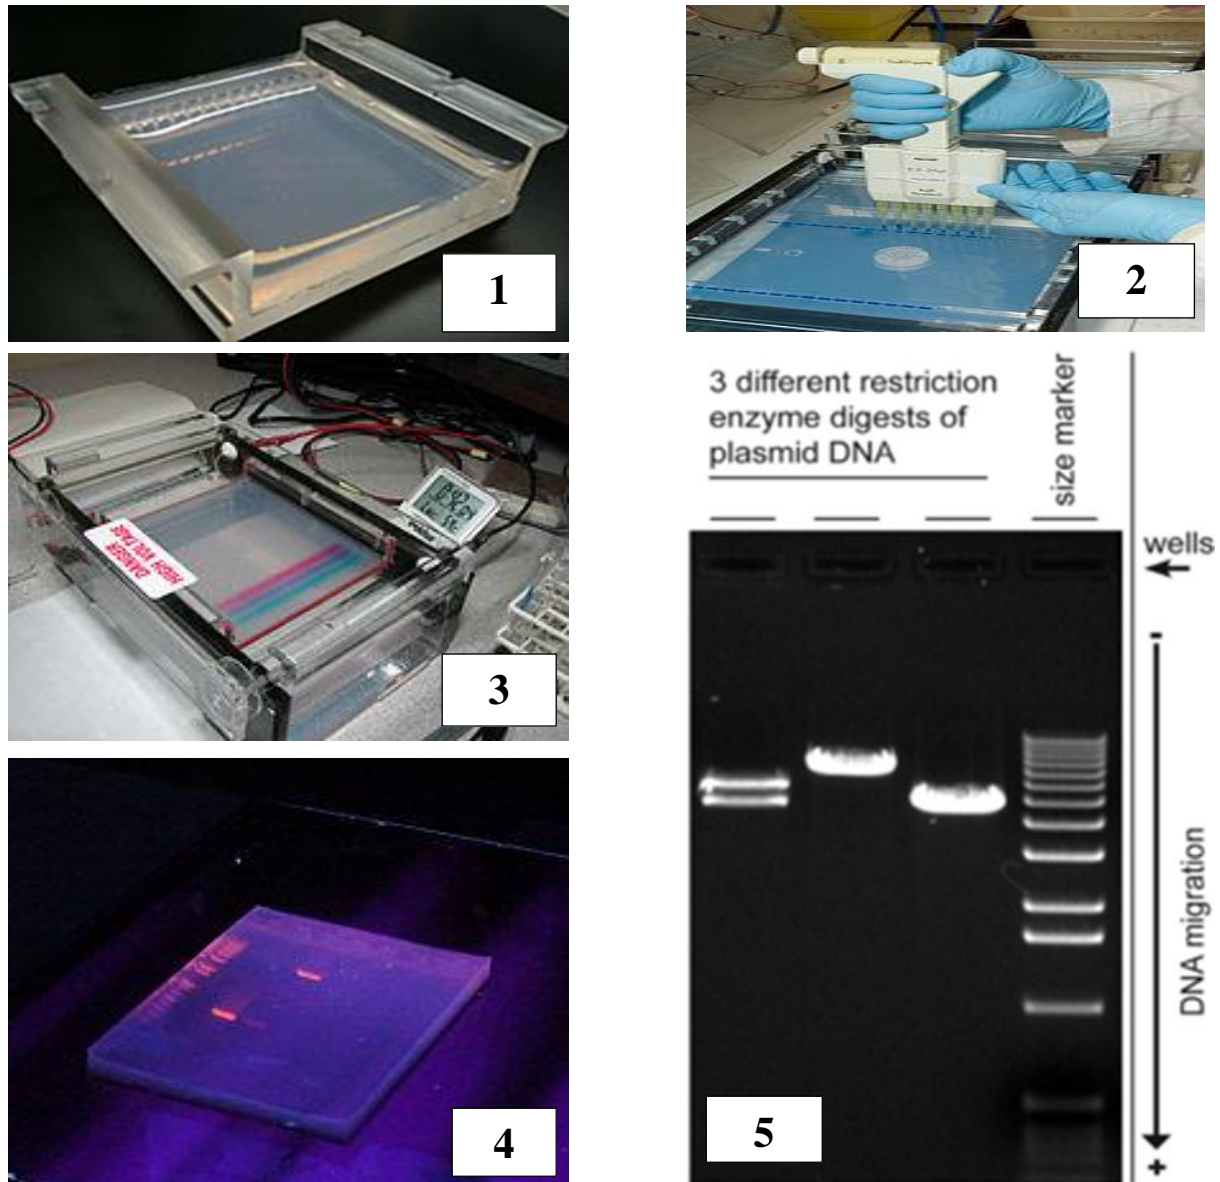 1
2
3 different restriction
enzyme digests of
plasmid DNA
size marker
wells
-
DNA migration
+
DANGER
HIGH VOLTAGE
3
4
5